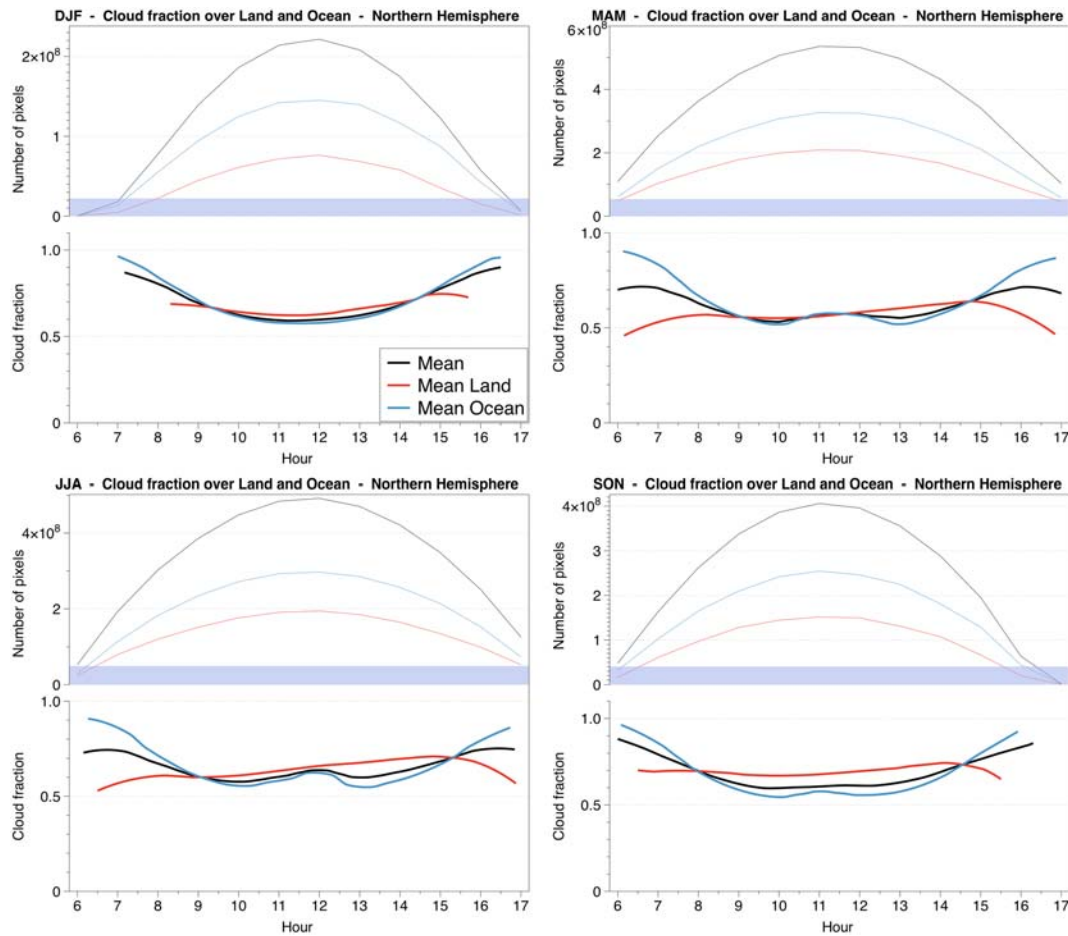 DJF - Cloud fraction over Land and Ocean - Northern Hemisphere
2×10⁸
1
0
Number of pixels
1.0
0.5
0
Cloud fraction
Mean
Mean Land
Mean Ocean
6 7 8 9 10 11 12 13 14 15 16 17
Hour
MAM - Cloud fraction over Land and Ocean - Northern Hemisphere
6×10⁸
4
2
0
Number of pixels
1.0
0.5
0
Cloud fraction
6 7 8 9 10 11 12 13 14 15 16 17
Hour
JJA - Cloud fraction over Land and Ocean - Northern Hemisphere
4×10⁸
2
0
Number of pixels
1.0
0.5
0
Cloud fraction
6 7 8 9 10 11 12 13 14 15 16 17
Hour
SON - Cloud fraction over Land and Ocean - Northern Hemisphere
4×10⁸
3
2
1
0
Number of pixels
1.0
0.5
0
Cloud fraction
6 7 8 9 10 11 12 13 14 15 16 17
Hour